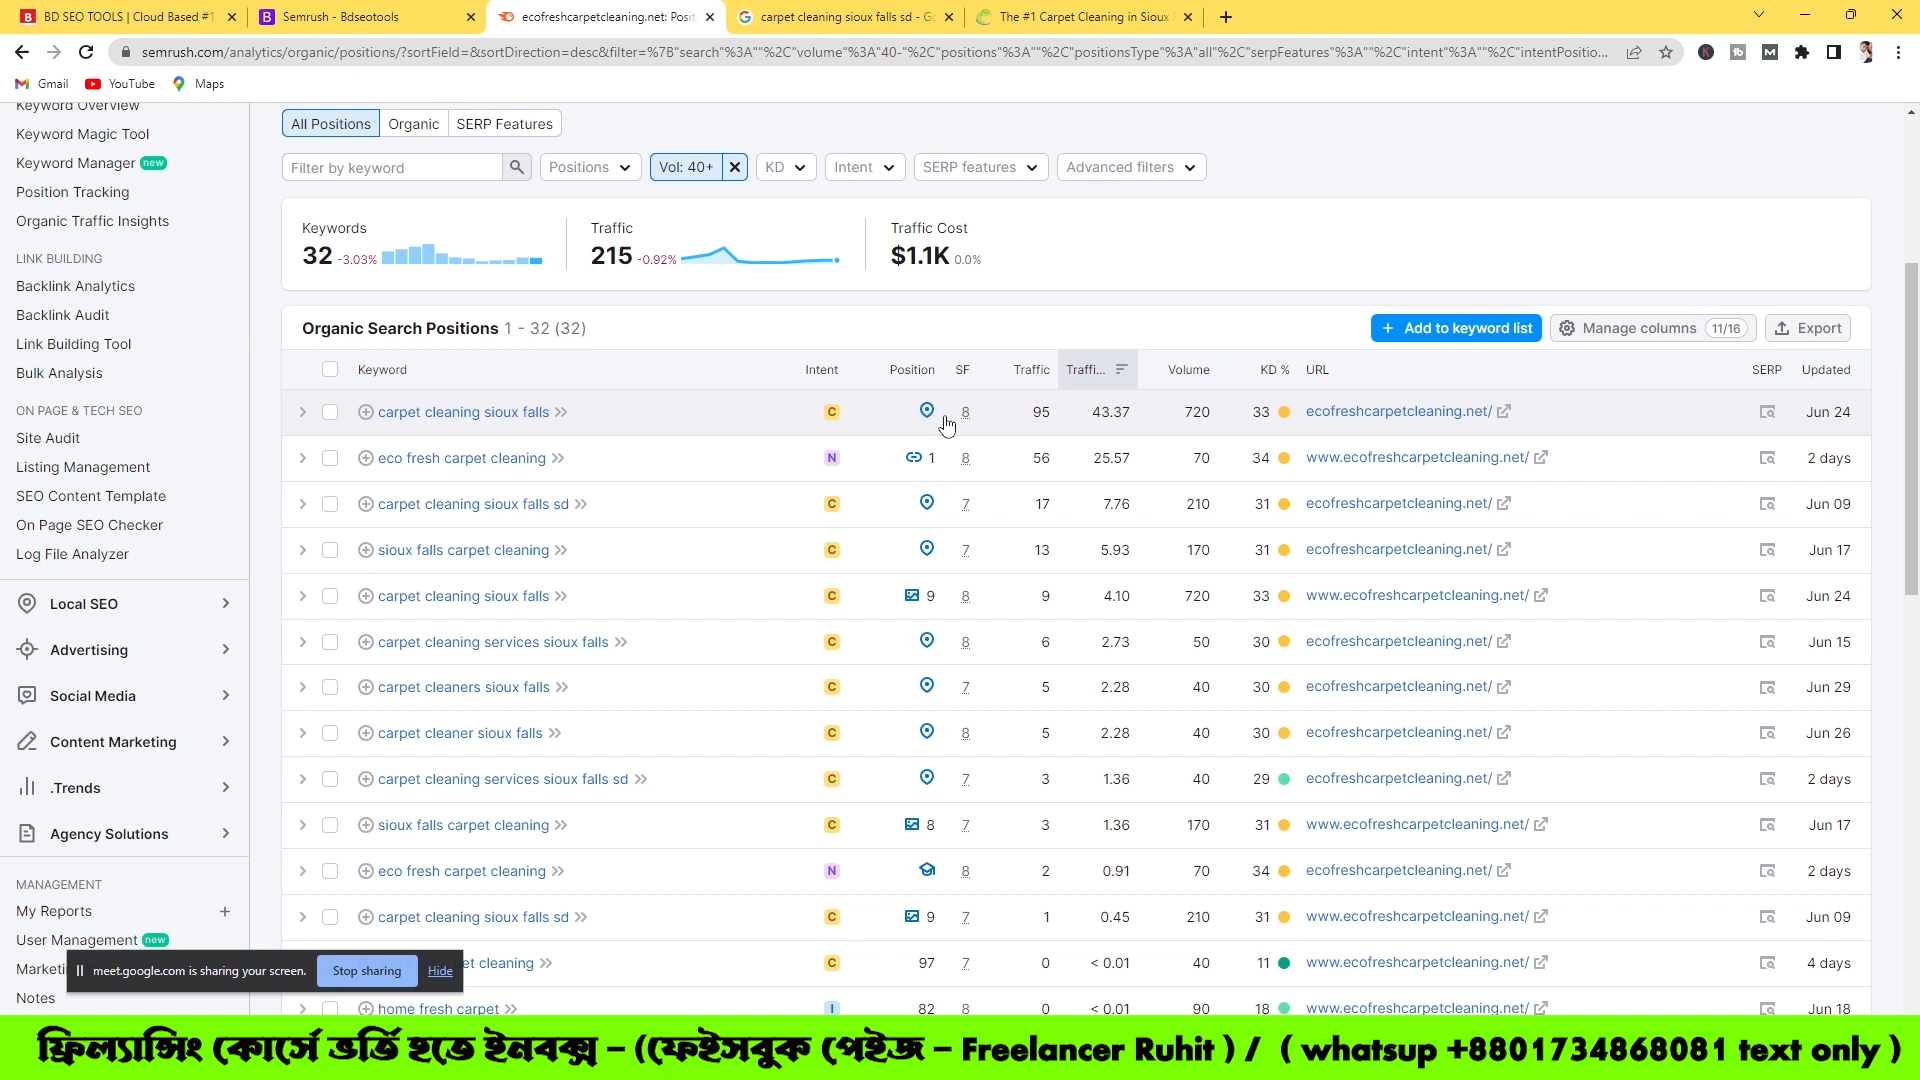 BD SEO TOOLS | Cloud Based #1
Semrush - Bdseotools
ecofreshcarpetcleaning.net: Posit
carpet cleaning sioux falls sd - Go
The #1 Carpet Cleaning in Sioux
semrush.com/analytics/organic/positions/?sortField=&sortDirection=desc&filter=%7B"search"%3A""%2C"volume"%3A"40-"%2C"positions"%3A""%2C"positionsType"%3A"all"%2C"serpFeatures"%3A""%2C"intent"%3A""%2C"intentPositio...
Gmail
YouTube
Maps
Keyword Overview
Keyword Magic Tool
Keyword Manager new
Position Tracking
Organic Traffic Insights
LINK BUILDING
Backlink Analytics
Backlink Audit
Link Building Tool
Bulk Analysis
ON PAGE & TECH SEO
Site Audit
Listing Management
SEO Content Template
On Page SEO Checker
Log File Analyzer
Local SEO
Advertising
Social Media
Content Marketing
.Trends
Agency Solutions
MANAGEMENT
My Reports +
User Management new
Marketi
Notes
All Positions Organic SERP Features
Filter by keyword Positions Vol: 40+ KD Intent SERP features Advanced filters
Keywords Traffic Traffic Cost
32 -3.03% 215 -0.92% $1.1K 0.0%
Organic Search Positions 1 - 32 (32) + Add to keyword list Manage columns 11/16 Export
Keyword Intent Position SF Traffic Traffi... Volume KD % URL SERP Updated
carpet cleaning sioux falls C 8 95 43.37 720 33 ecofreshcarpetcleaning.net/ Jun 24
eco fresh carpet cleaning N 1 8 56 25.57 70 34 www.ecofreshcarpetcleaning.net/ 2 days
carpet cleaning sioux falls sd C 7 17 7.76 210 31 ecofreshcarpetcleaning.net/ Jun 09
sioux falls carpet cleaning C 7 13 5.93 170 31 ecofreshcarpetcleaning.net/ Jun 17
carpet cleaning sioux falls C 9 8 9 4.10 720 33 www.ecofreshcarpetcleaning.net/ Jun 24
carpet cleaning services sioux falls C 8 6 2.73 50 30 ecofreshcarpetcleaning.net/ Jun 15
carpet cleaners sioux falls C 7 5 2.28 40 30 ecofreshcarpetcleaning.net/ Jun 29
carpet cleaner sioux falls C 8 5 2.28 40 30 ecofreshcarpetcleaning.net/ Jun 26
carpet cleaning services sioux falls sd C 7 3 1.36 40 29 ecofreshcarpetcleaning.net/ 2 days
sioux falls carpet cleaning C 8 7 3 1.36 170 31 www.ecofreshcarpetcleaning.net/ Jun 17
eco fresh carpet cleaning N 8 2 0.91 70 34 ecofreshcarpetcleaning.net/ 2 days
carpet cleaning sioux falls sd C 9 7 1 0.45 210 31 www.ecofreshcarpetcleaning.net/ Jun 09
et cleaning C 97 7 0 < 0.01 40 11 www.ecofreshcarpetcleaning.net/ 4 days
home fresh carpet I 82 8 0 < 0.01 90 18 www.ecofreshcarpetcleaning.net/ Jun 18
meet.google.com is sharing your screen. Stop sharing Hide
ফ্রিল্যান্সিং কোর্সে ভর্তি হতে ইনবক্স – ((ফেইসবুক পেইজ – Freelancer Ruhit ) / ( whatsup +8801734868081 text only )